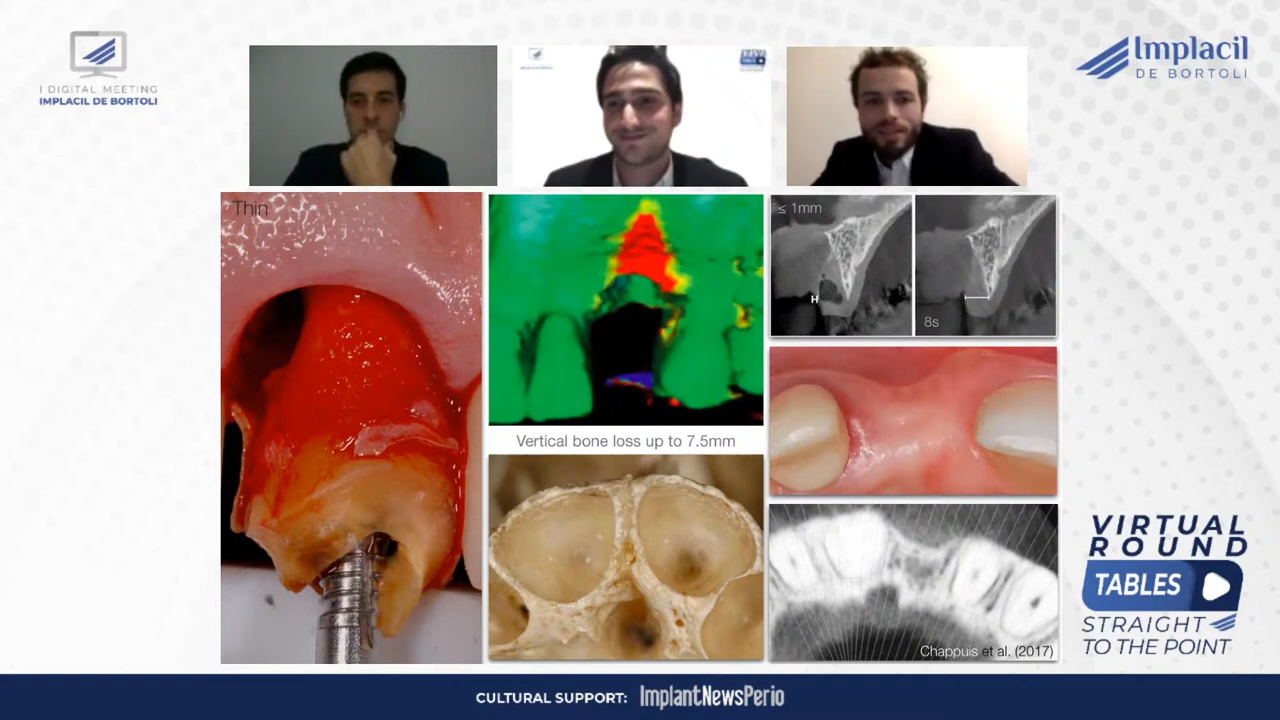 I DIGITAL MEETING
IMPLACIL DE BORTOLI
Implacil
DE BORTOLI
Thin
≤ 1mm
H
8s
Vertical bone loss up to 7.5mm
Chappuis et al. (2017)
VIRTUAL
ROUND
TABLES
STRAIGHT
TO THE POINT
CULTURAL SUPPORT: ImplantNewsPerio